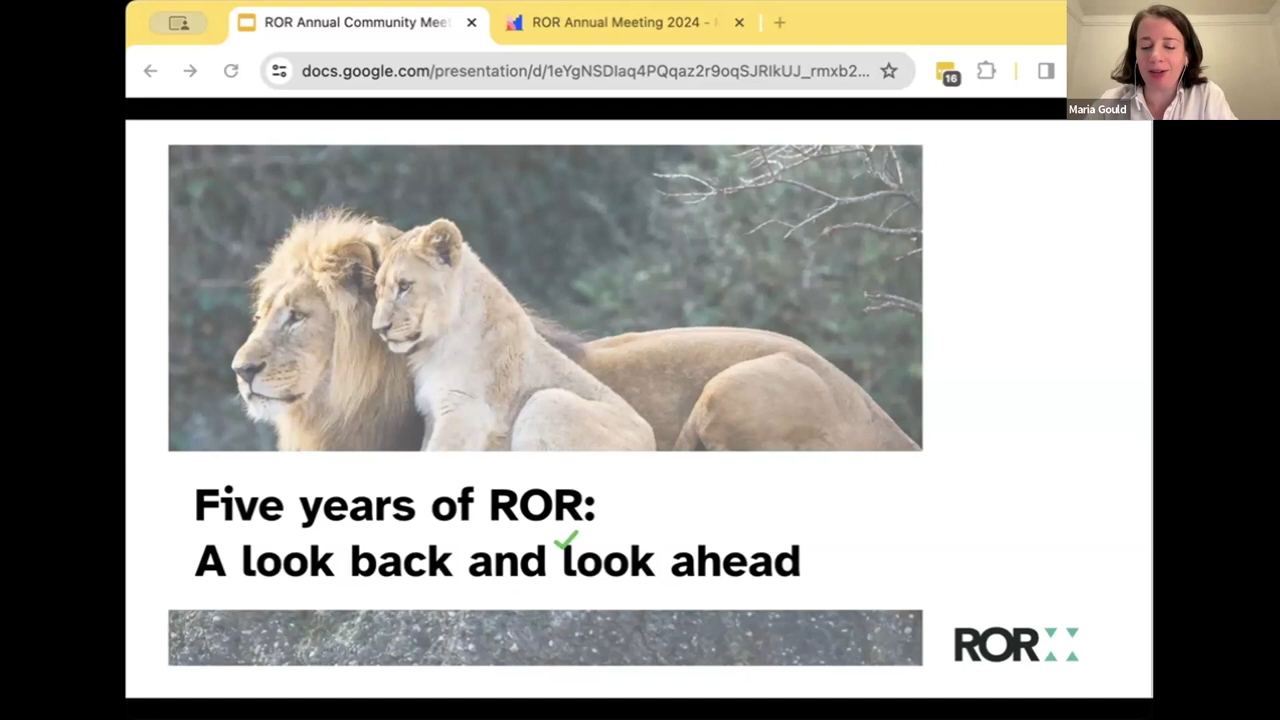 ROR Annual Community Meet
ROR Annual Meeting 2024 -
docs.google.com/presentation/d/1eYgNSDIaq4PQqaz2r9oqSJRlkUJ_rmxb2...
16
Maria Gould
Five years of ROR:
A look back and look ahead
ROR